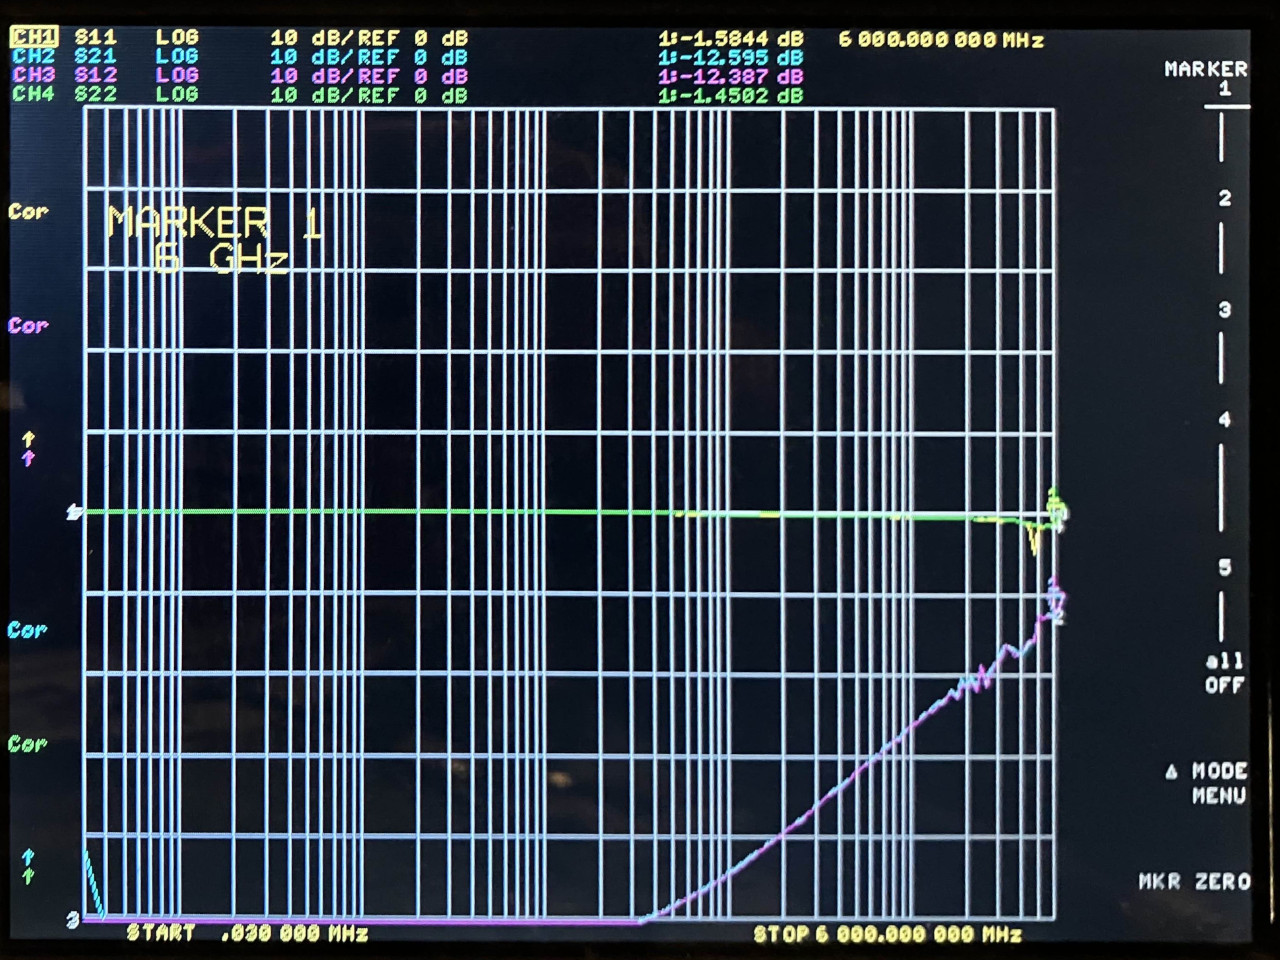 CH1 S11 LOG 10 dB/REF 0 dB 1:-1.5844 dB 6 000.000 000 MHz
CH2 S21 LOG 10 dB/REF 0 dB 1:-12.595 dB
CH3 S12 LOG 10 dB/REF 0 dB 1:-12.387 dB
CH4 S22 LOG 10 dB/REF 0 dB 1:-1.4502 dB
MARKER
1
2
3
4
5
all
OFF
Δ MODE
MENU
MKR ZERO
Cor
MARKER 1
6 GHz
Cor
↑
↑
Cor
Cor
↑
↑
3
START .030 000 MHz STOP 6 000.000 000 MHz